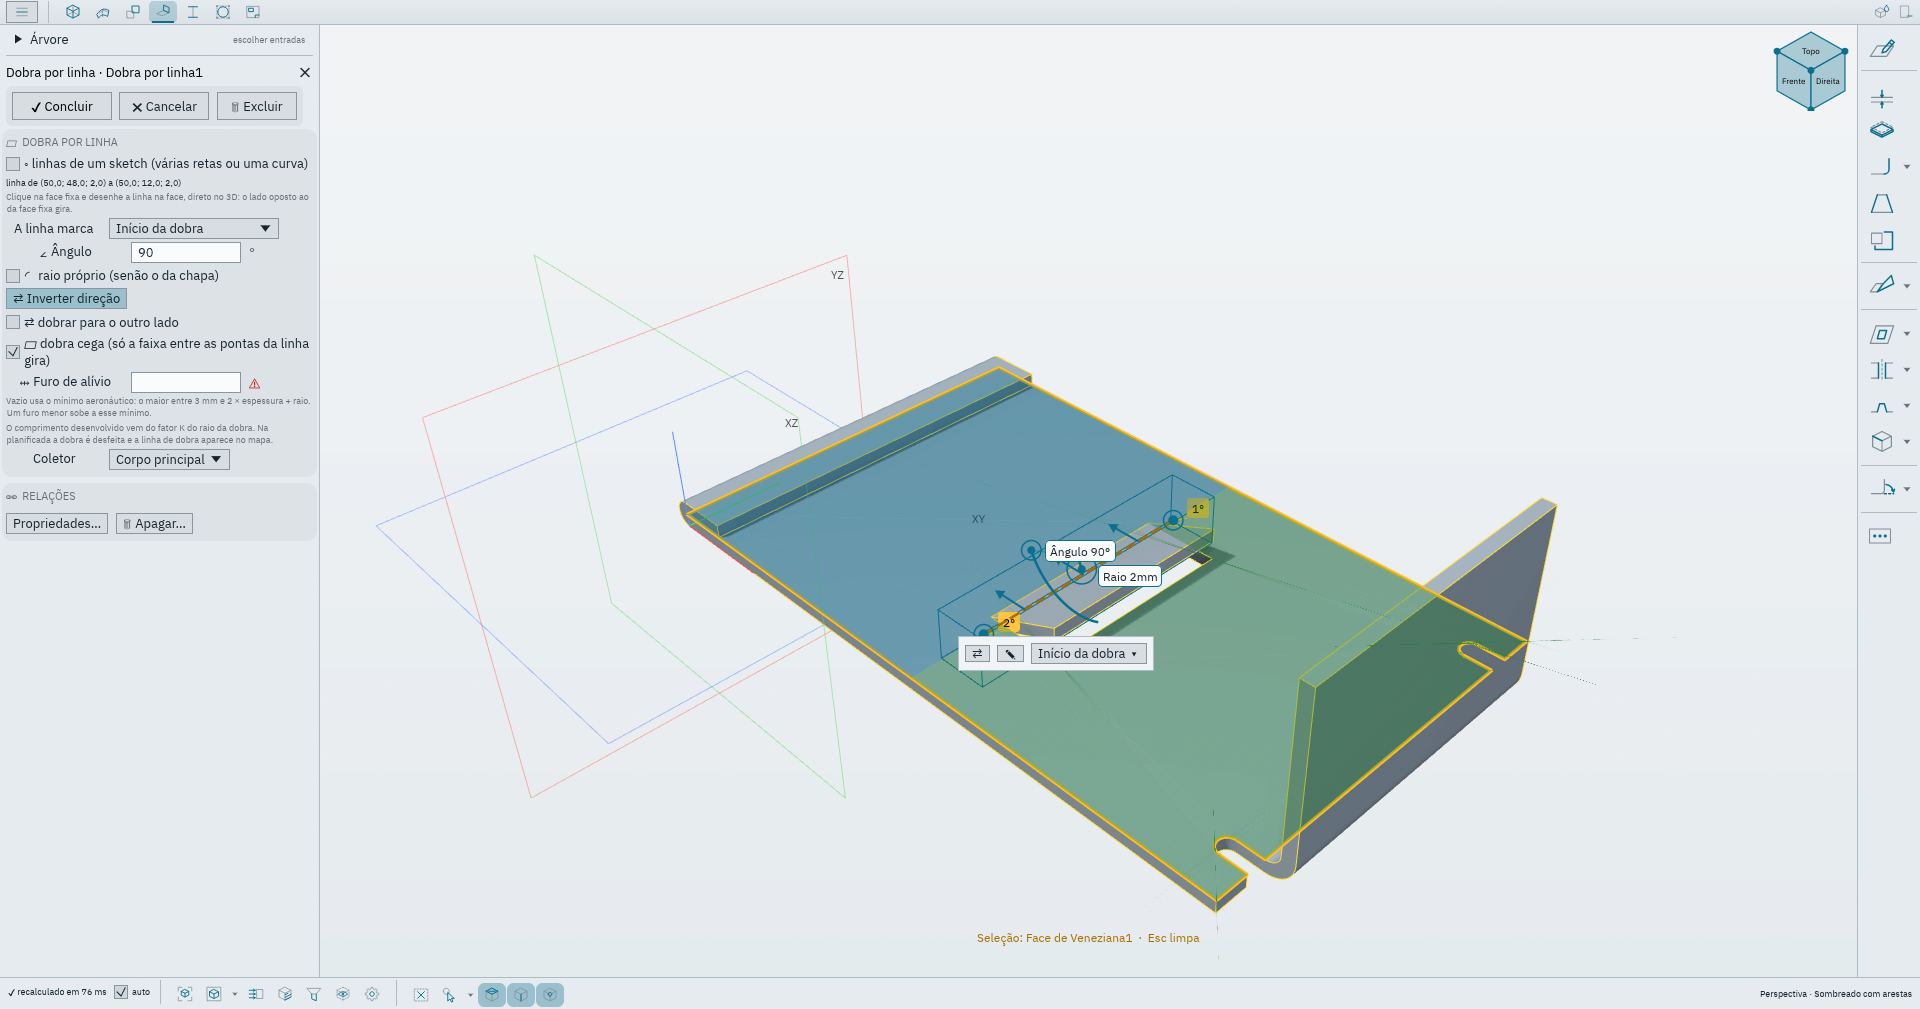 Árvore
escolher entradas
Dobra por linha · Dobra por linha1
Concluir
Cancelar
Excluir
DOBRA POR LINHA
linhas de um sketch (várias retas ou uma curva)
linha de (50,0; 48,0; 2,0) a (50,0; 12,0; 2,0)
Clique na face fixa e desenhe a linha na face, direto no 3D: o lado oposto ao
da face fixa gira.
A linha marca
Início da dobra
Ângulo
90
°
raio próprio (senão o da chapa)
⇄ Inverter direção
⇄ dobrar para o outro lado
dobra cega (só a faixa entre as pontas da linha
gira)
Furo de alívio
Vazio usa o mínimo aeronáutico: o maior entre 3 mm e 2 × espessura + raio.
Um furo menor sobe a esse mínimo.
O comprimento desenvolvido vem do fator K do raio da dobra. Na
planificada a dobra é desfeita e a linha de dobra aparece no mapa.
Coletor
Corpo principal
RELAÇÕES
Propriedades...
Apagar...
Topo
Frente
Direita
YZ
XZ
XY
1°
Ângulo 90°
Raio 2mm
2°
⇄
Início da dobra
Seleção: Face de Veneziana1 · Esc limpa
✓ recalculado em 76 ms
auto
Perspectiva · Sombreado com arestas